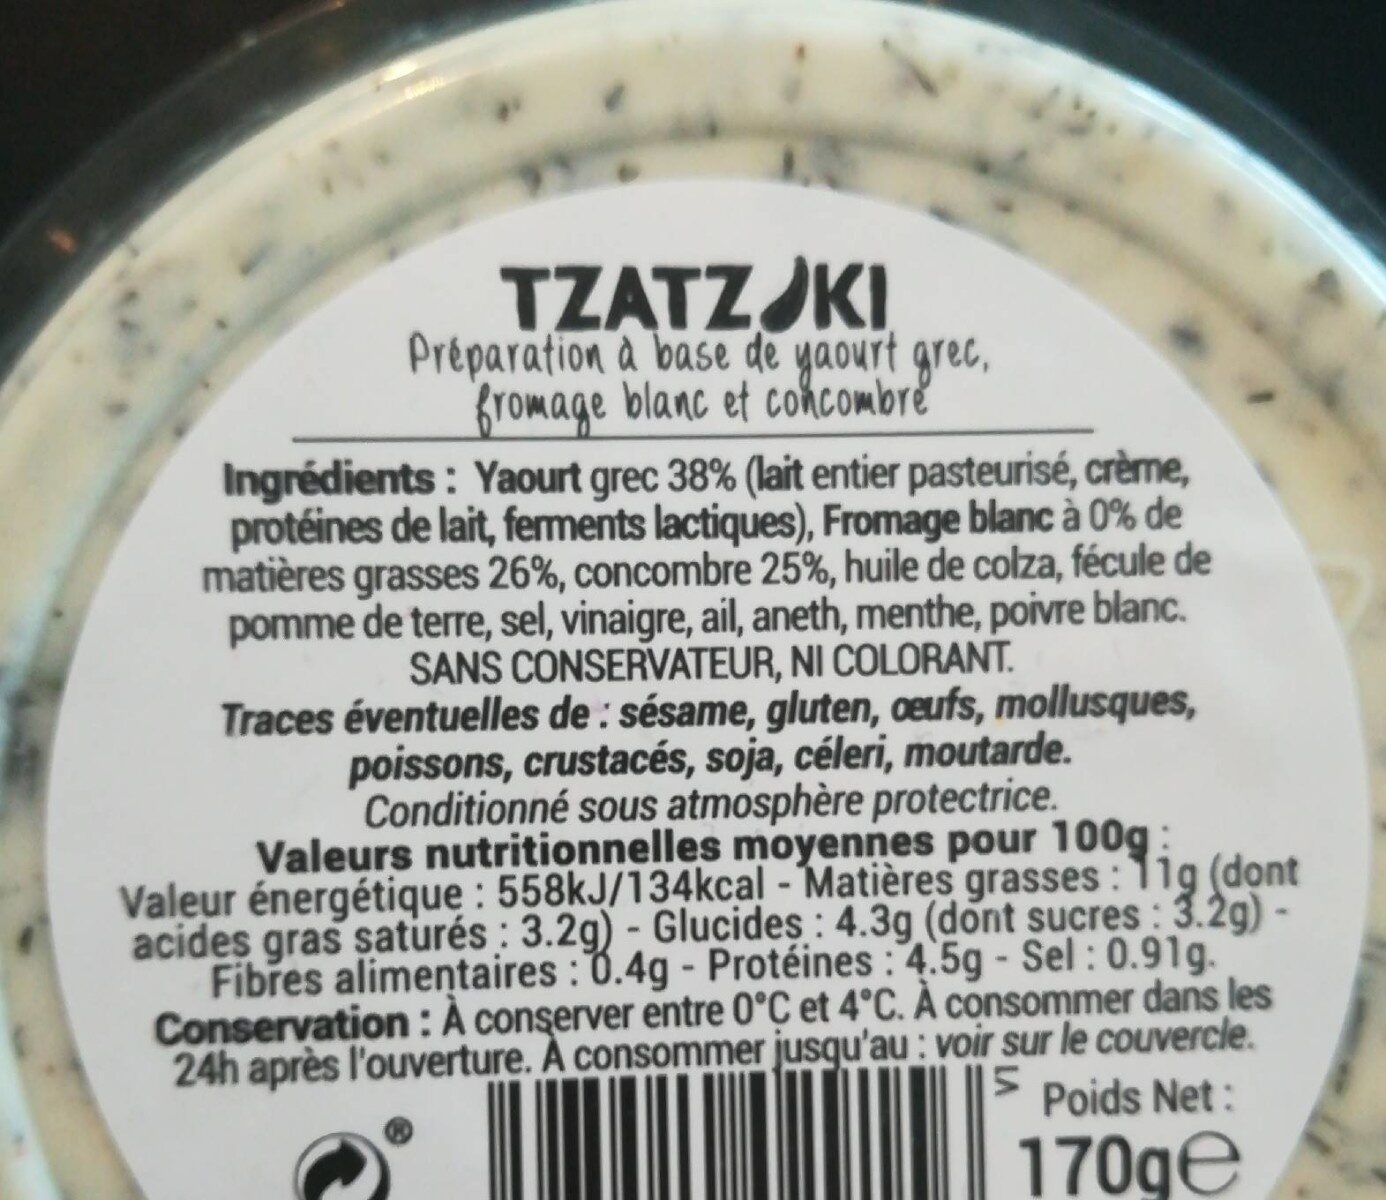 TZATZIKI
Préparation à base de yaourt grec,
fromage blanc et concombre
Ingrédients : Yaourt grec 38% (lait entier pasteurisé, crème,
protéines de lait, ferments lactiques), Fromage blanc à 0% de
matières grasses 26%, concombre 25%, huile de colza, fécule de
pomme de terre, sel, vinaigre, ail, aneth, menthe, poivre blanc.
SANS CONSERVATEUR, NI COLORANT.
Traces éventuelles de : sésame, gluten, œufs, mollusques,
poissons, crustacés, soja, céleri, moutarde.
Conditionné sous atmosphère protectrice.
Valeurs nutritionnelles moyennes pour 100g :
Valeur énergétique : 558kJ/134kcal - Matières grasses : 11g (dont
acides gras saturés : 3.2g) - Glucides : 4.3g (dont sucres : 3.2g) -
Fibres alimentaires : 0.4g - Protéines : 4.5g - Sel : 0.91g.
Conservation : À conserver entre 0°C et 4°C. À consommer dans les
24h après l'ouverture. À consommer jusqu'au : voir sur le couvercle.
Poids Net :
®
170g℮